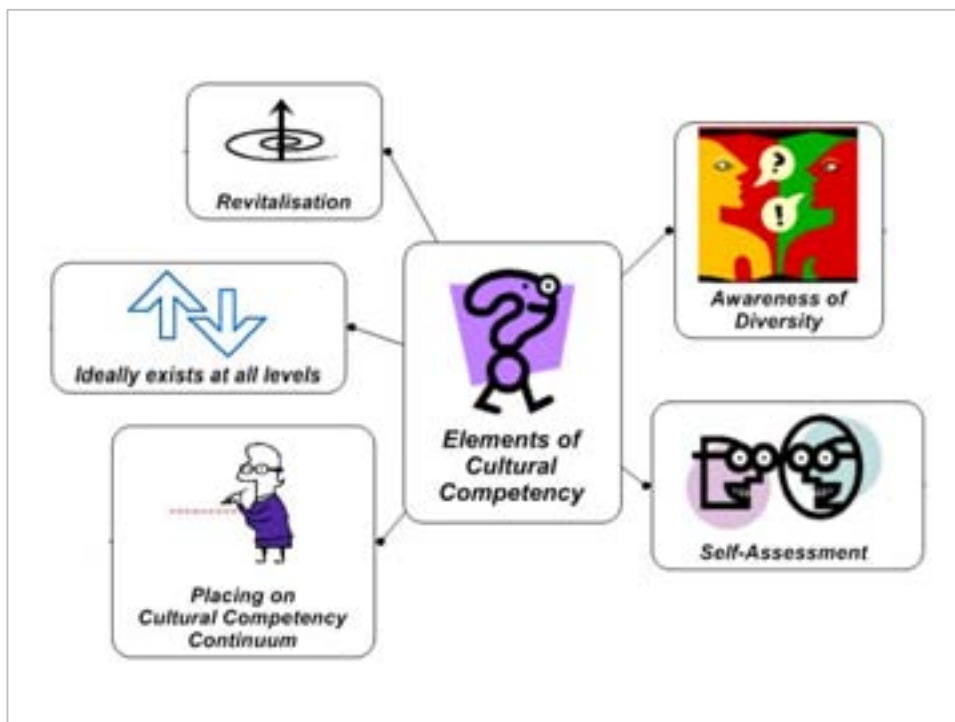 Revitalisation
?
!
Awareness of
Diversity
Ideally exists at all levels
Elements of
Cultural
Competency
Self-Assessment
Placing on
Cultural Competency
Continuum